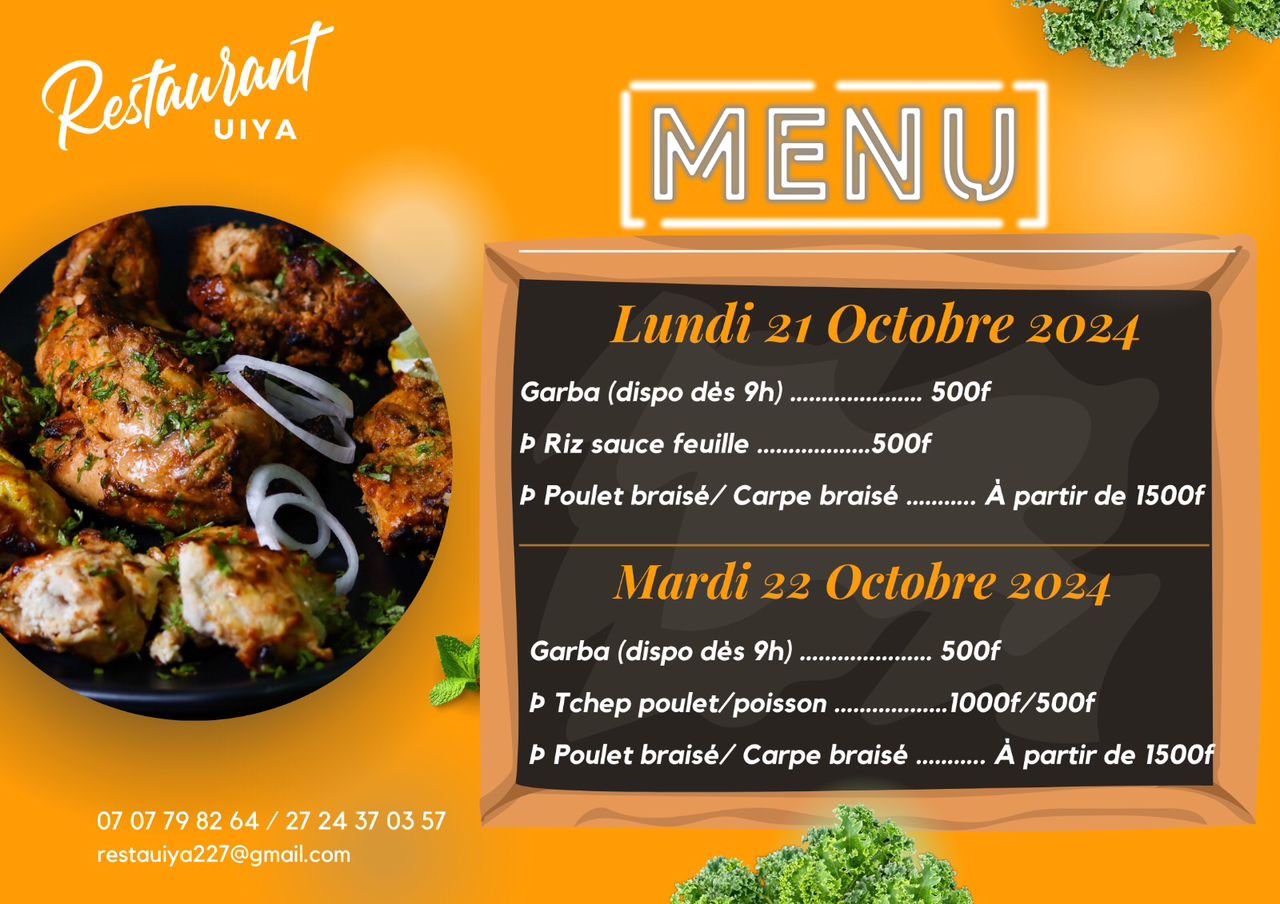 Restaurant
UIYA
MENU
Lundi 21 Octobre 2024
Garba (dispo dès 9h) ..................... 500f
Þ Riz sauce feuille ..................500f
Þ Poulet braisé/ Carpe braisé ........... À partir de 1500f
Mardi 22 Octobre 2024
Garba (dispo dès 9h) ..................... 500f
Þ Tchep poulet/poisson ..................1000f/500f
Þ Poulet braisé/ Carpe braisé ........... À partir de 1500f
07 07 79 82 64 / 27 24 37 03 57
restauiya227@gmail.com